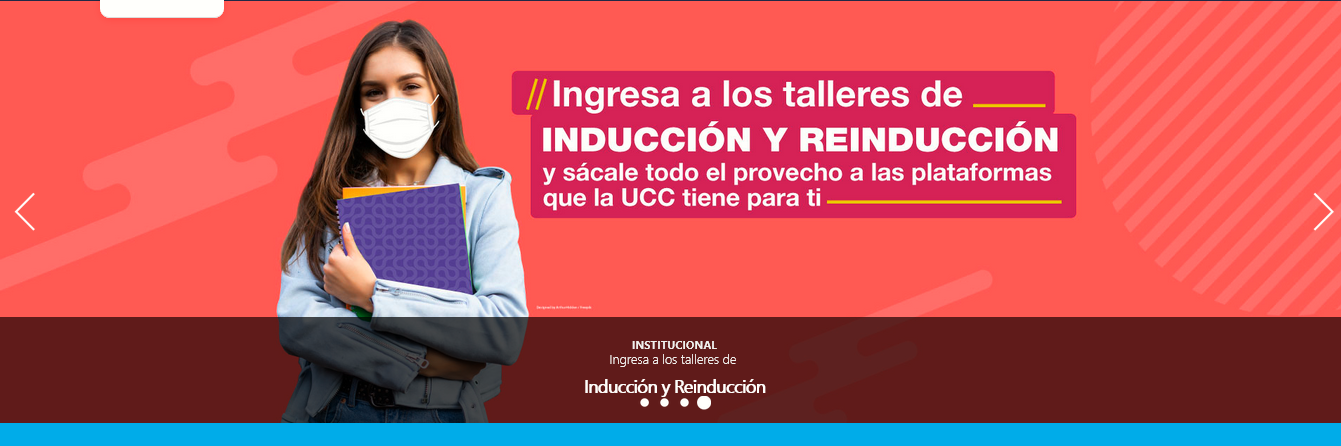 //Ingresa a los talleres de
INDUCCIÓN Y REINDUCCIÓN
y sácale todo el provecho a las plataformas
que la UCC tiene para ti
INSTITUCIONAL
Ingresa a los talleres de
Inducción y Reinducción